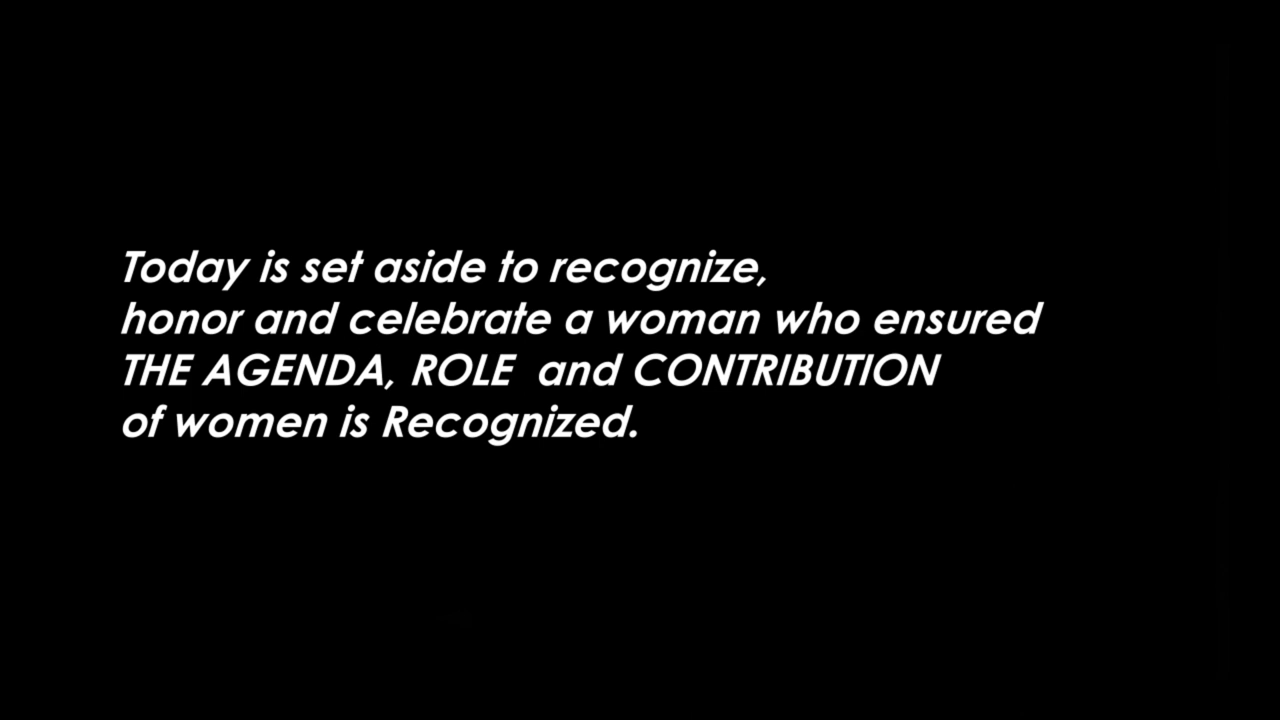 Today is set aside to recognize,
honor and celebrate a woman who ensured
THE AGENDA, ROLE  and CONTRIBUTION
of women is Recognized.